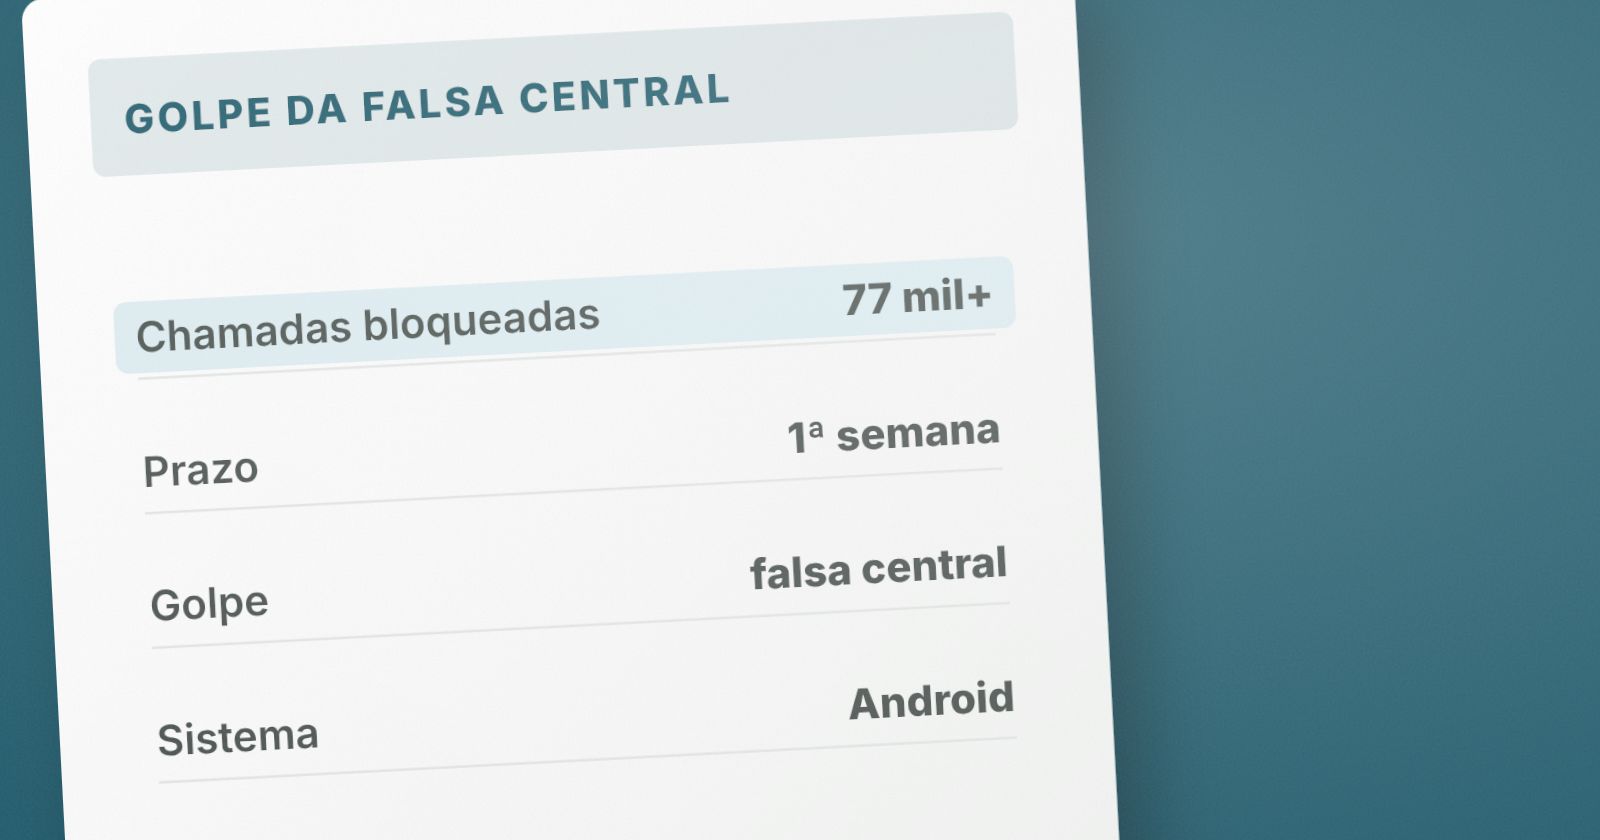 GOLPE DA FALSA CENTRAL
Chamadas bloqueadas 77 mil+
Prazo 1ª semana
Golpe falsa central
Sistema Android